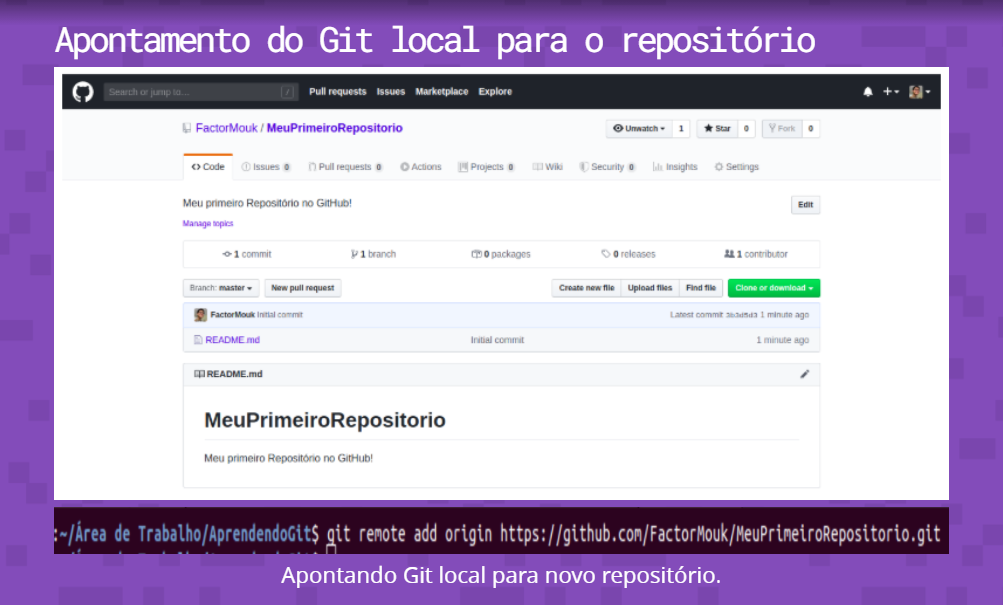 Apontamento do Git local para o repositório
Search or jump to... /
Pull requests Issues Marketplace Explore
FactorMouk / MeuPrimeiroRepositorio
Unwatch 1 Star 0 Fork 0
Code Issues 0 Pull requests 0 Actions Projects 0 Wiki Security 0 Insights Settings
Meu primeiro Repositório no GitHub!
Edit
Manage topics
1 commit 1 branch 0 packages 0 releases 1 contributor
Branch: master New pull request Create new file Upload files Find file Clone or download
FactorMouk Initial commit Latest commit 1 minute ago
README.md Initial commit 1 minute ago
README.md
MeuPrimeiroRepositorio
Meu primeiro Repositório no GitHub!
:~/Área de Trabalho/AprendendoGit$ git remote add origin https://github.com/FactorMouk/MeuPrimeiroRepositorio.git
Apontando Git local para novo repositório.